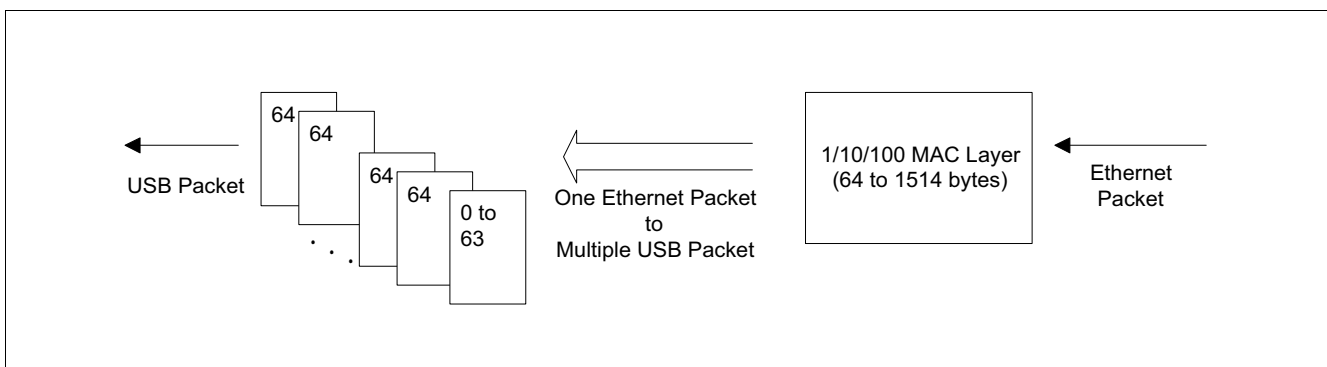 64
64
64
64
0 to
63
USB Packet
One Ethernet Packet
to
Multiple USB Packet
1/10/100 MAC Layer
(64 to 1514 bytes)
Ethernet
Packet